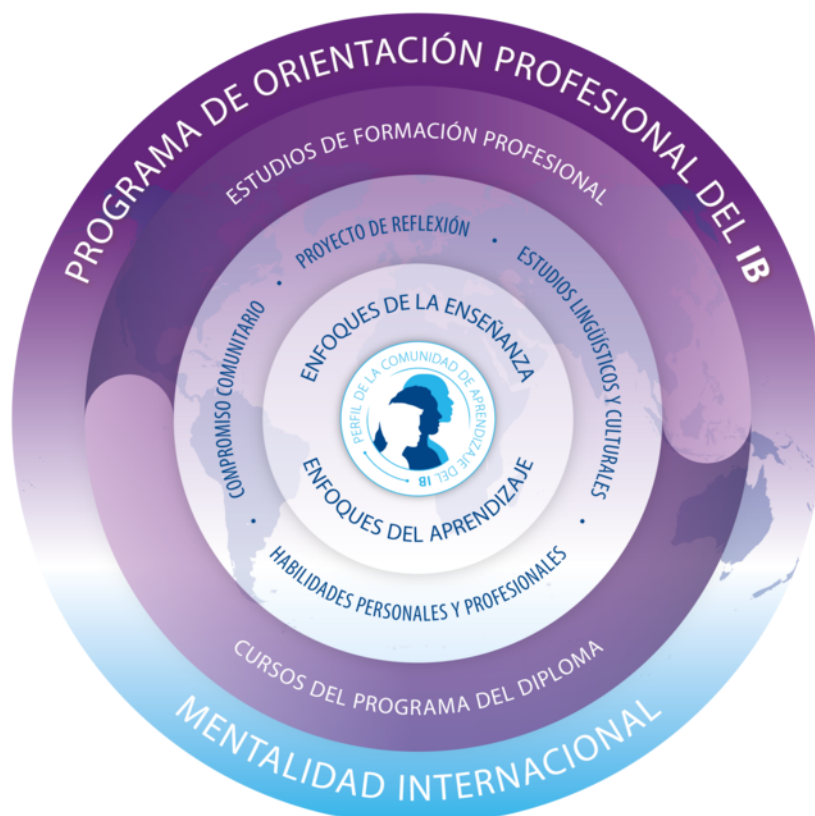 PROGRAMA DE ORIENTACIÓN PROFESIONAL DEL IB
ESTUDIOS DE FORMACIÓN PROFESIONAL
COMPROMISO COMUNITARIO • PROYECTO DE REFLEXIÓN • ESTUDIOS LINGÜÍSTICOS Y CULTURALES •
HABILIDADES PERSONALES Y PROFESIONALES •
ENFOQUES DE LA ENSEÑANZA
PERFIL DE LA COMUNIDAD DE APRENDIZAJE DEL IB
ENFOQUES DEL APRENDIZAJE
CURSOS DEL PROGRAMA DEL DIPLOMA
MENTALIDAD INTERNACIONAL